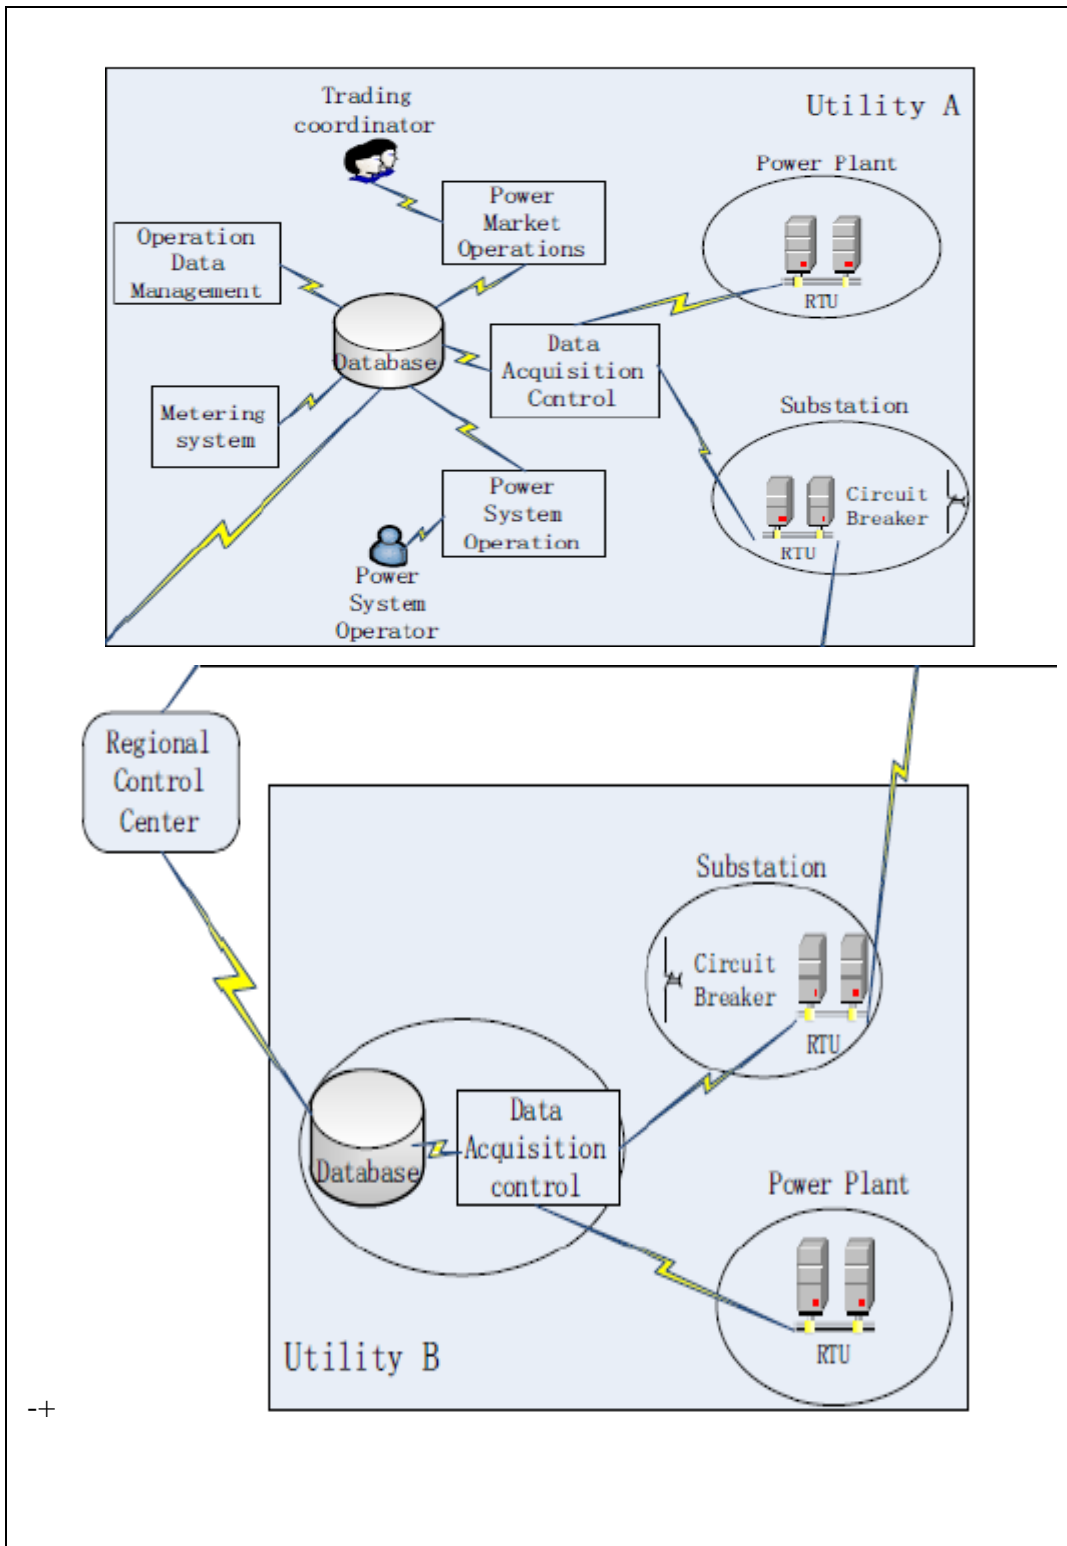 Trading
coordinator
Utility A
Power Plant
Power
Market
Operations
Operation
Data
Management
RTU
Database
Data
Acquisition
Control
Substation
Metering
system
Circuit
Breaker
RTU
Power
System
Operation
Power
System
Operator
Regional
Control
Center
Substation
Circuit
Breaker
RTU
Database
Data
Acquisition
control
Power Plant
RTU
Utility B
-+